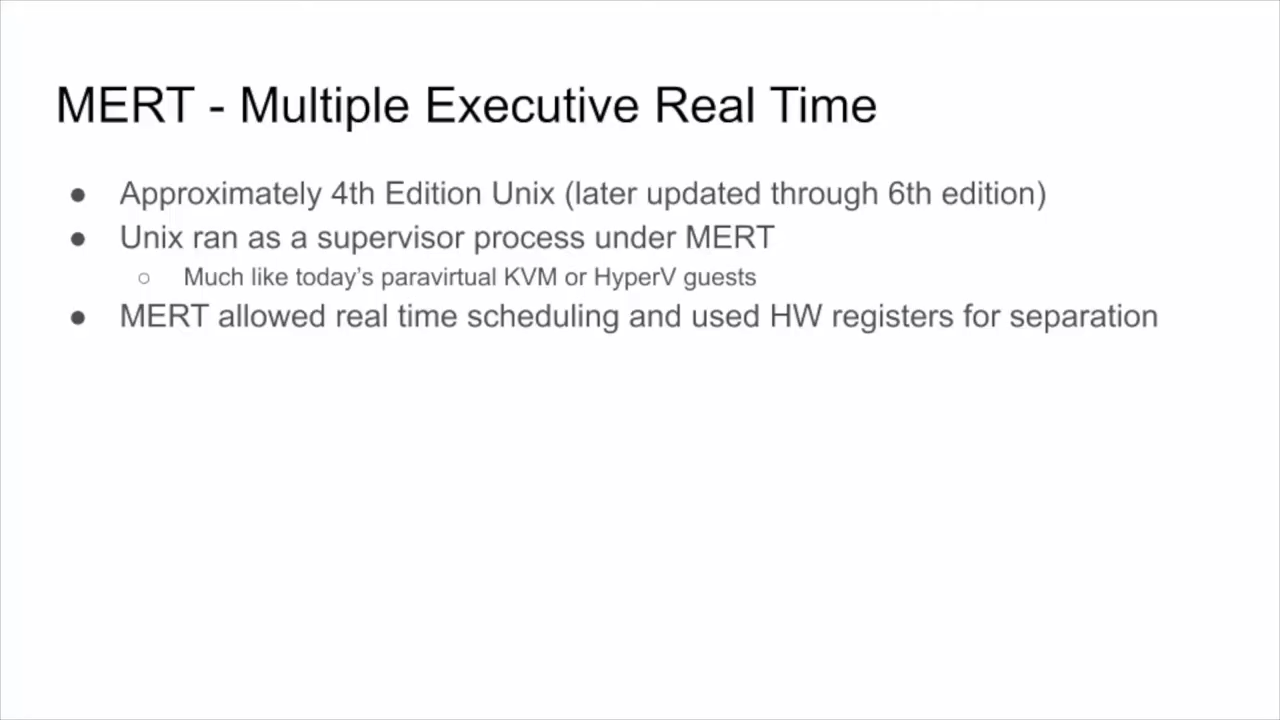 MERT - Multiple Executive Real Time
● Approximately 4th Edition Unix (later updated through 6th edition)
● Unix ran as a supervisor process under MERT
○ Much like today's paravirtual KVM or HyperV guests
● MERT allowed real time scheduling and used HW registers for separation